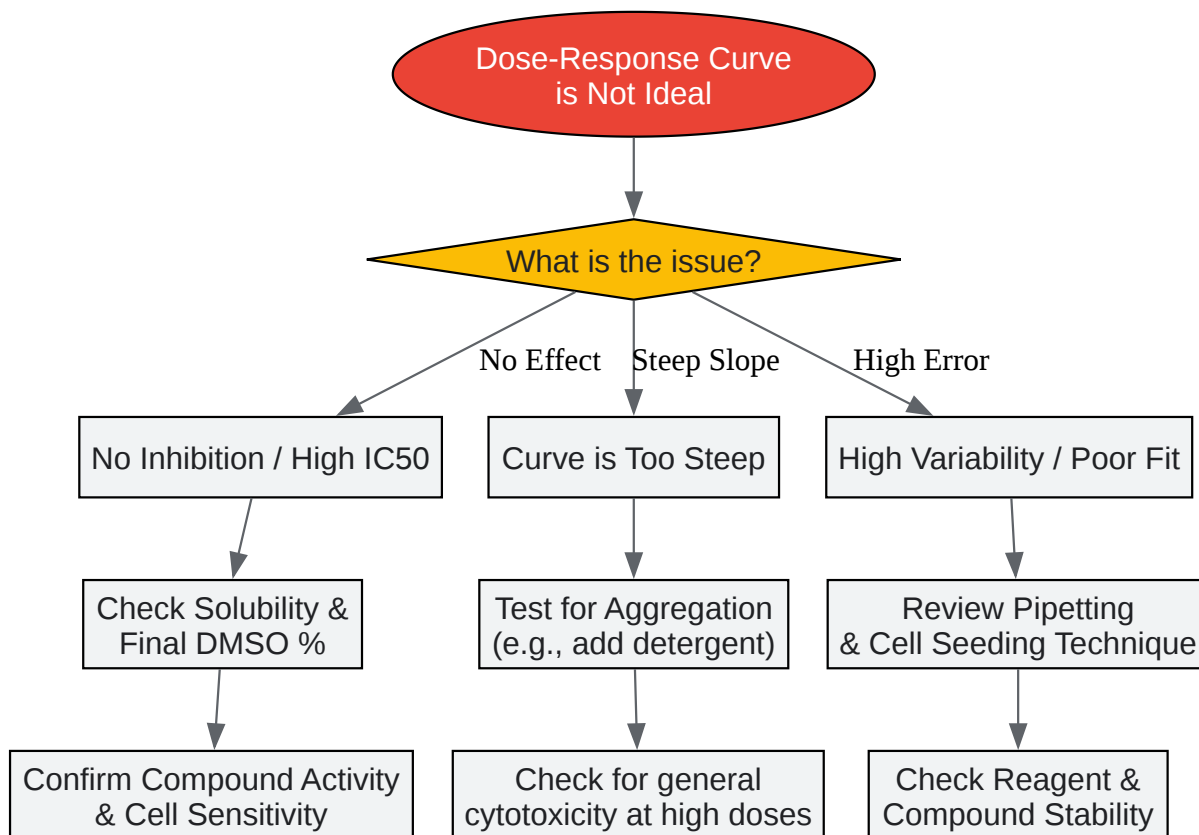 Dose-Response Curve
is Not Ideal
What is the issue?
No Effect
Steep Slope
High Error
No Inhibition / High IC50
Curve is Too Steep
High Variability / Poor Fit
Check Solubility &
Final DMSO %
Test for Aggregation
(e.g., add detergent)
Review Pipetting
& Cell Seeding Technique
Confirm Compound Activity
& Cell Sensitivity
Check for general
cytotoxicity at high doses
Check Reagent &
Compound Stability